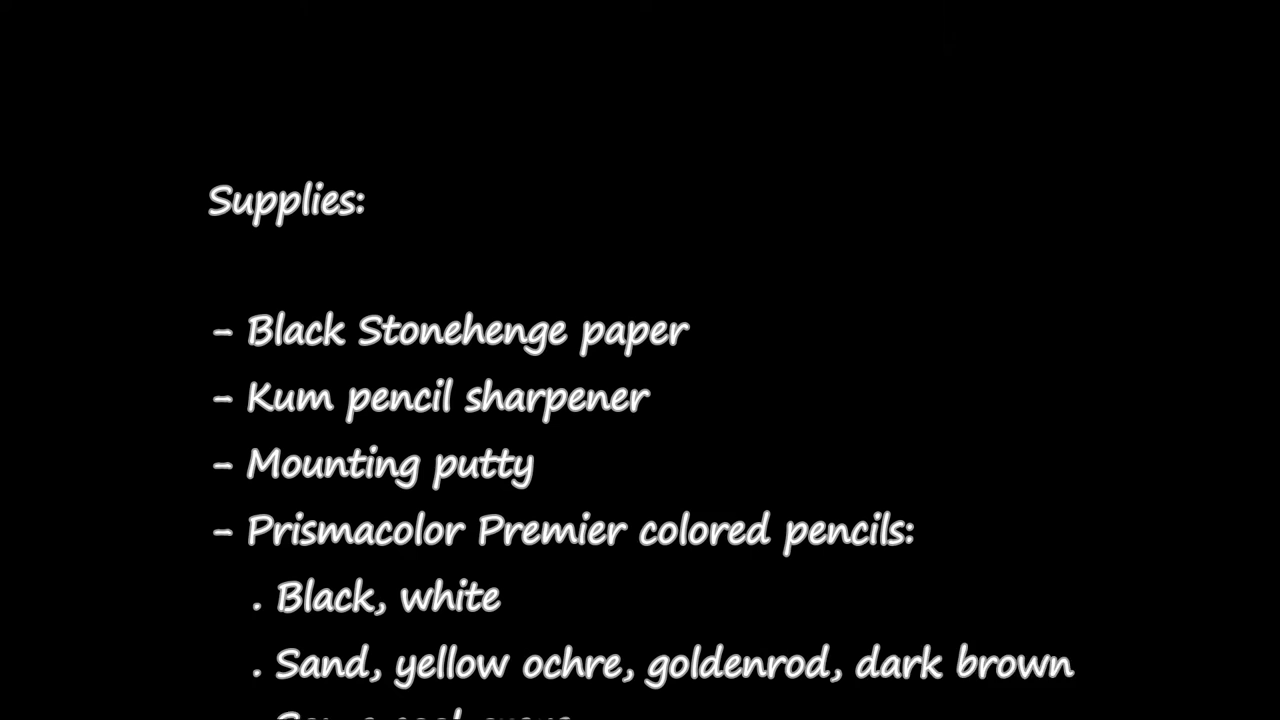 Supplies:
- Black Stonehenge paper
- Kum pencil sharpener
- Mounting putty
- Prismacolor Premier colored pencils:
. Black, white
. Sand, yellow ochre, goldenrod, dark brown